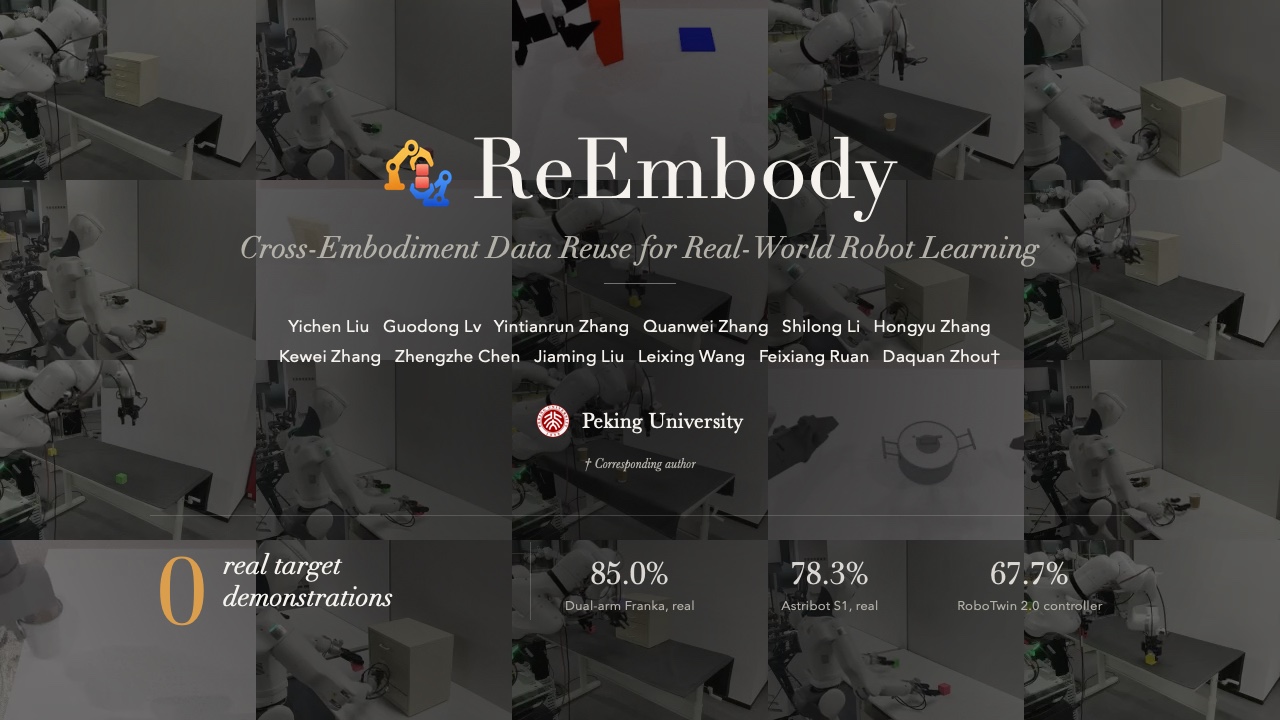 ReEmbody
Cross-Embodiment Data Reuse for Real-World Robot Learning
Yichen Liu Guodong Lv Yintianrun Zhang Quanwei Zhang Shilong Li Hongyu Zhang
Kewei Zhang Zhengzhe Chen Jiaming Liu Leixing Wang Feixiang Ruan Daquan Zhou†
Peking University
† Corresponding author
0 real target
demonstrations
85.0% 78.3% 67.7%
Dual-arm Franka, real Astribot S1, real RoboTwin 2.0 controller